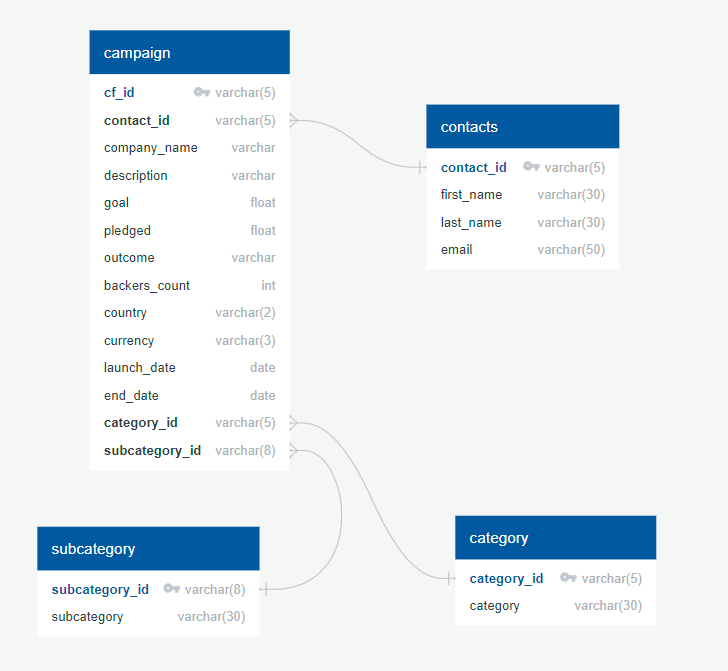 campaign
cf_id varchar(5)
contact_id varchar(5)
company_name varchar
description varchar
goal float
pledged float
outcome varchar
backers_count int
country varchar(2)
currency varchar(3)
launch_date date
end_date date
category_id varchar(5)
subcategory_id varchar(8)
contacts
contact_id varchar(5)
first_name varchar(30)
last_name varchar(30)
email varchar(50)
subcategory
subcategory_id varchar(8)
subcategory varchar(30)
category
category_id varchar(5)
category varchar(30)